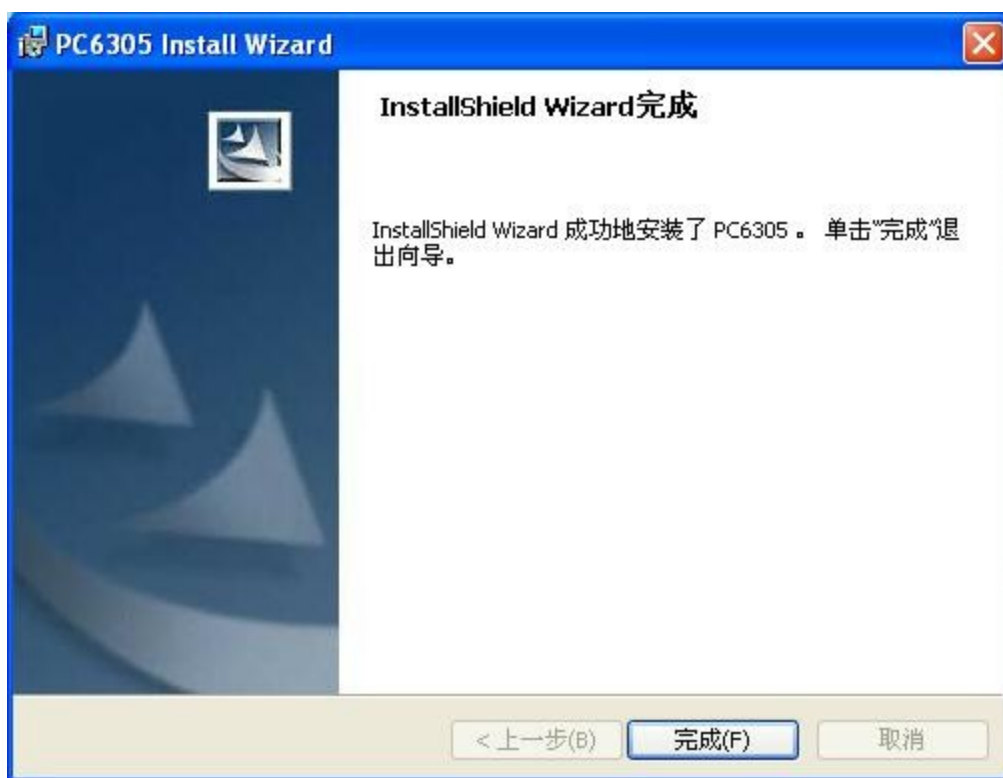 PC6305 Install Wizard
InstallShield Wizard完成
InstallShield Wizard 成功地安装了 PC6305 。 单击"完成"退
出向导。
<上一步(B)
完成(F)
取消